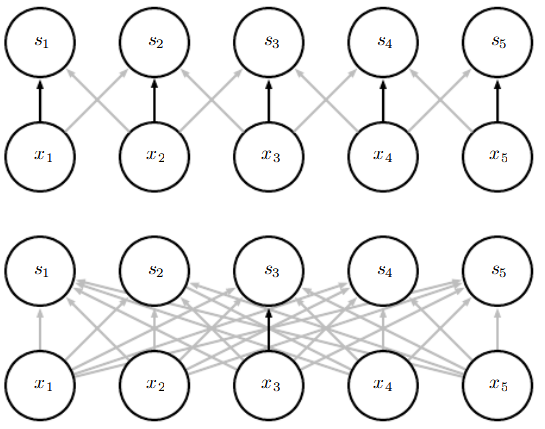 s₁ s₂ s₃ s₄ s₅
x₁ x₂ x₃ x₄ x₅
s₁ s₂ s₃ s₄ s₅
x₁ x₂ x₃ x₄ x₅